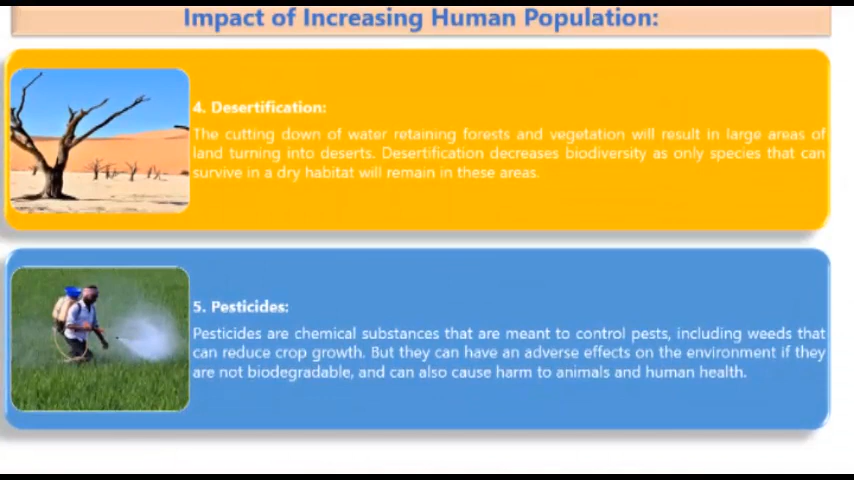 Impact of Increasing Human Population:
4. Desertification:
The cutting down of water retaining forests and vegetation will result in large areas of
land turning into deserts. Desertification decreases biodiversity as only species that can
survive in a dry habitat will remain in these areas.
5. Pesticides:
Pesticides are chemical substances that are meant to control pests, including weeds that
can reduce crop growth. But they can have an adverse effects on the environment if they
are not biodegradable, and can also cause harm to animals and human health.